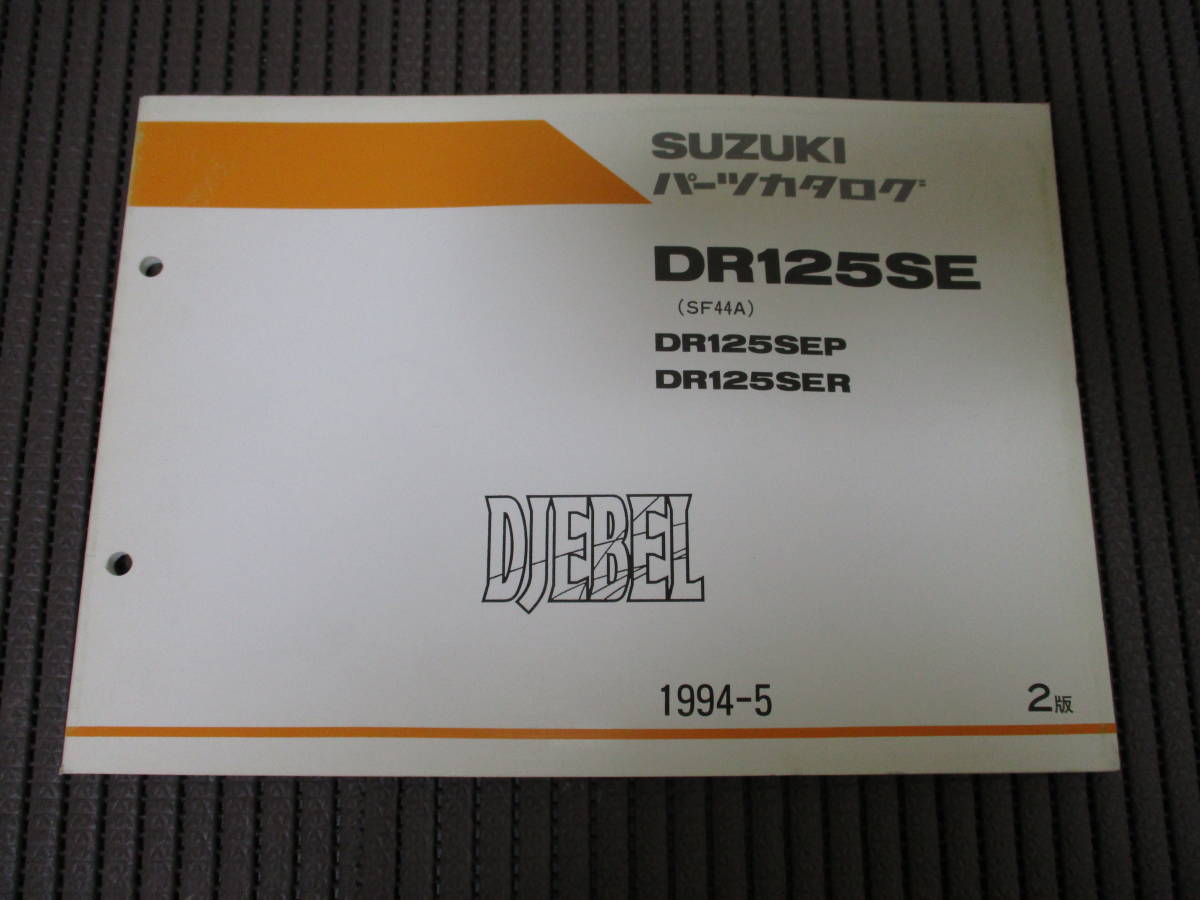 SUZUKI
パーツカタログ
DR125SE
(SF44A)
DR125SEP
DR125SER
DJEBEL
1994-5
2版